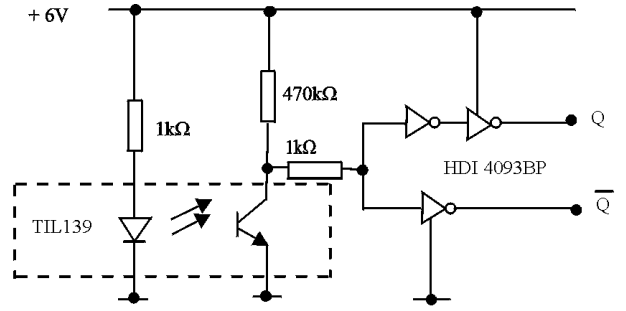 + 6V
470kΩ
1kΩ
1kΩ
Q
HDI 4093BP
TIL139
Q̅